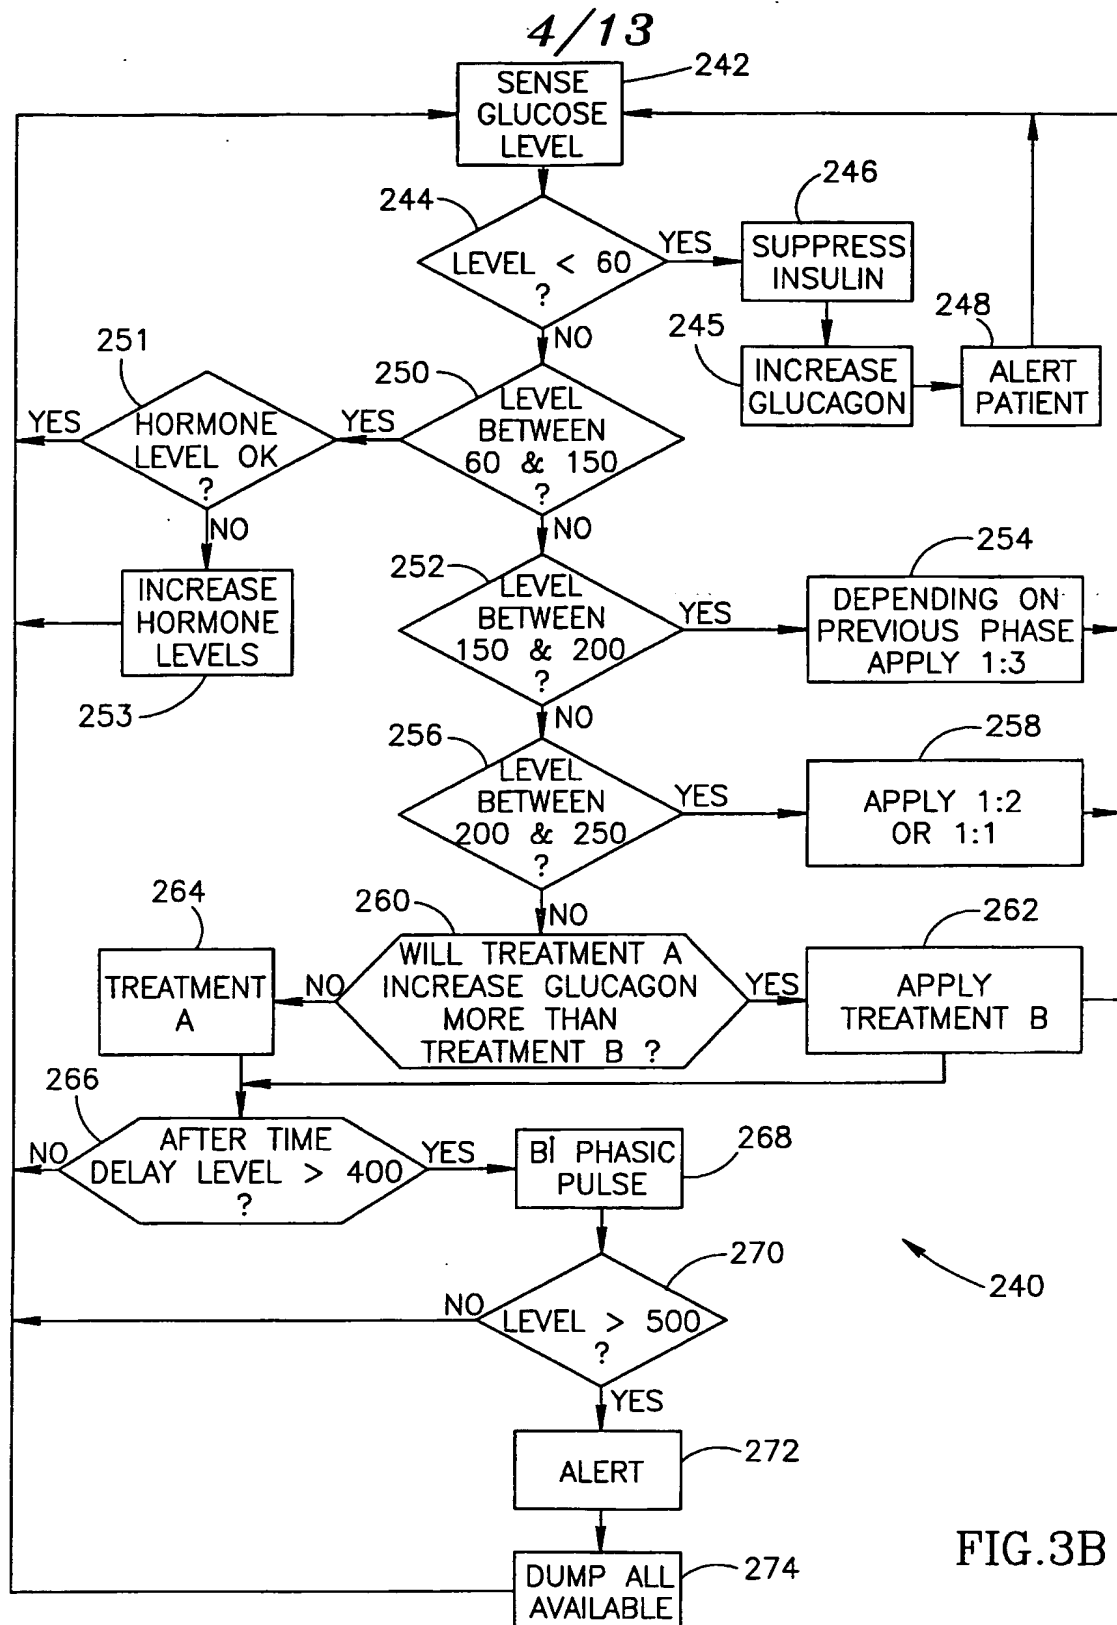 4/13
SENSE
GLUCOSE
LEVEL
242
244
LEVEL < 60
?
YES
246
SUPPRESS
INSULIN
NO
245
INCREASE
GLUCAGON
248
ALERT
PATIENT
251
HORMONE
LEVEL OK
?
YES
NO
250
LEVEL
BETWEEN
60 & 150
?
YES
NO
INCREASE
HORMONE
LEVELS
253
252
LEVEL
BETWEEN
150 & 200
?
YES
254
DEPENDING ON
PREVIOUS PHASE
APPLY 1:3
NO
256
LEVEL
BETWEEN
200 & 250
?
YES
258
APPLY 1:2
OR 1:1
NO
264
TREATMENT
A
260
WILL TREATMENT A
INCREASE GLUCAGON
MORE THAN
TREATMENT B ?
NO
YES
262
APPLY
TREATMENT B
266
AFTER TIME
DELAY LEVEL > 400
?
NO
YES
BI PHASIC
PULSE
268
270
LEVEL > 500
?
NO
YES
240
ALERT
272
DUMP ALL
AVAILABLE
274
FIG.3B